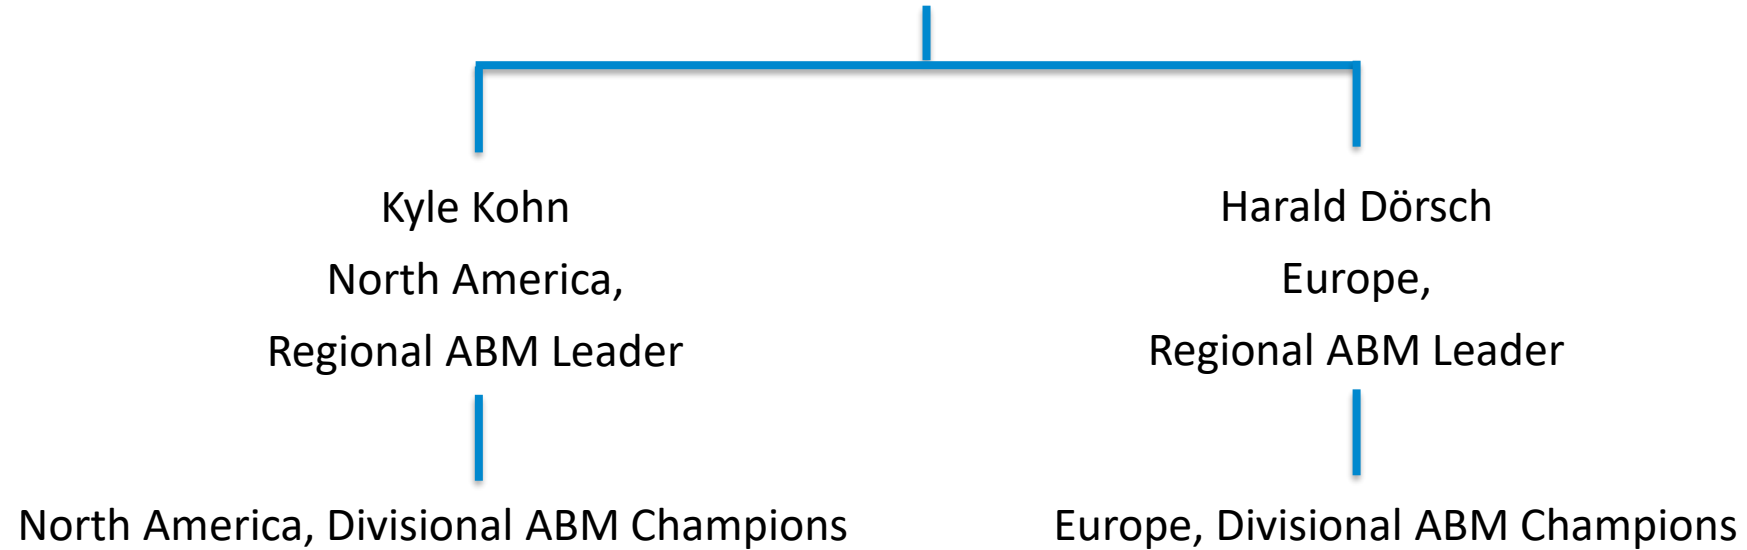 Kyle Kohn
North America,
Regional ABM Leader
North America, Divisional ABM Champions
Harald Dörsch
Europe,
Regional ABM Leader
Europe, Divisional ABM Champions